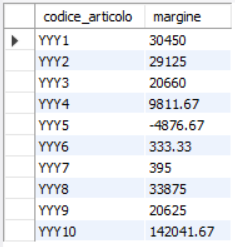 codice_articolo margine
YYY1 30450
YYY2 29125
YYY3 20660
YYY4 9811.67
YYY5 -4876.67
YYY6 333.33
YYY7 395
YYY8 33875
YYY9 20625
YYY10 142041.67